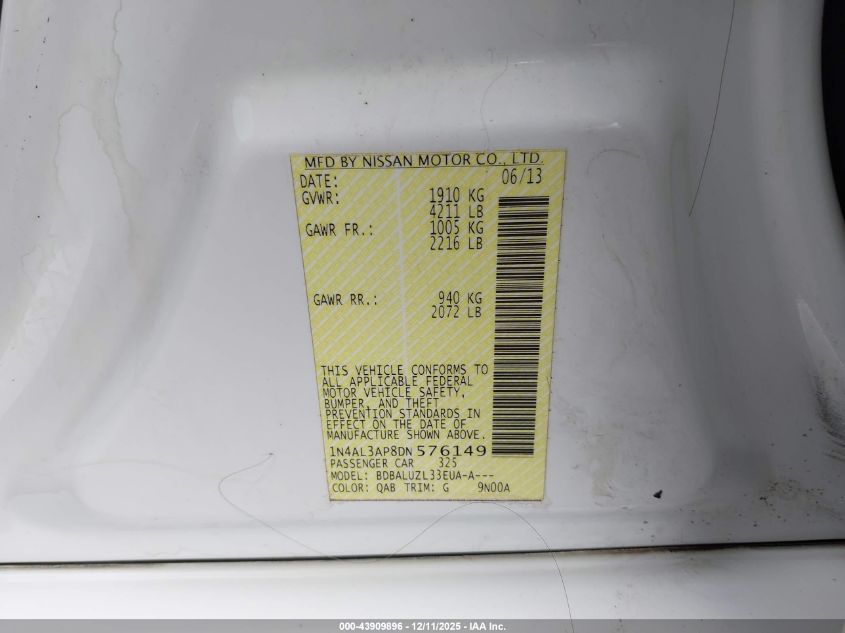 MFD BY NISSAN MOTOR CO., LTD.
DATE: 06/13
GVWR: 1910 KG
4211 LB
GAWR FR.: 1005 KG
2216 LB
GAWR RR.: 940 KG
2072 LB
THIS VEHICLE CONFORMS TO
ALL APPLICABLE FEDERAL
MOTOR VEHICLE SAFETY,
BUMPER, AND THEFT
PREVENTION STANDARDS IN
EFFECT ON THE DATE OF
MANUFACTURE SHOWN ABOVE.
1N4AL3AP8DN 576149
PASSENGER CAR 325
MODEL: BDBALUZL33EUA-A---
COLOR: QAB TRIM: G 9N00A
000-43909896 - 12/11/2025 - IAA Inc.